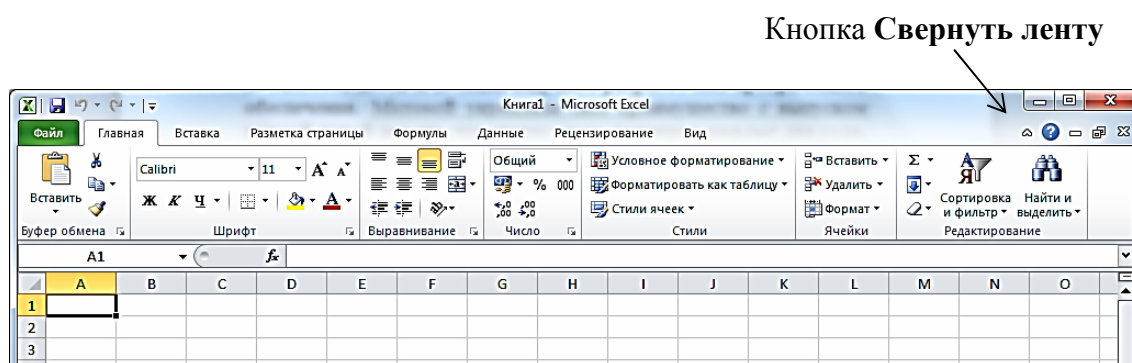 Кнопка Свернуть ленту
Книга1 - Microsoft Excel
Файл Главная Вставка Разметка страницы Формулы Данные Рецензирование Вид
Calibri 11 Общий Условное форматирование Вставить Σ
Вставить Ж К Ч % 000 Форматировать как таблицу Удалить Сортировка и фильтр Найти и выделить
Стили ячеек Формат
Буфер обмена Шрифт Выравнивание Число Стили Ячейки Редактирование
A1 fx
A B C D E F G H I J K L M N O
1
2
3